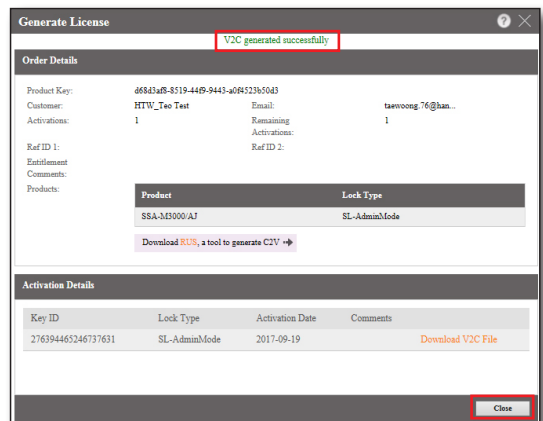 Generate License
V2C generated successfully
Order Details
Product Key: d68d3af8-8519-44f9-9443-a0f4523b50d3
Customer: HTW_Teo Test Email: taewoong.76@han...
Activations: 1 Remaining Activations: 1
Ref ID 1: Ref ID 2:
Entitlement Comments:
Products:
Product Lock Type
SSA-M3000/AJ SL-AdminMode
Download RUS, a tool to generate C2V
Activation Details
Key ID Lock Type Activation Date Comments
276394465246737631 SL-AdminMode 2017-09-19 Download V2C File
Close